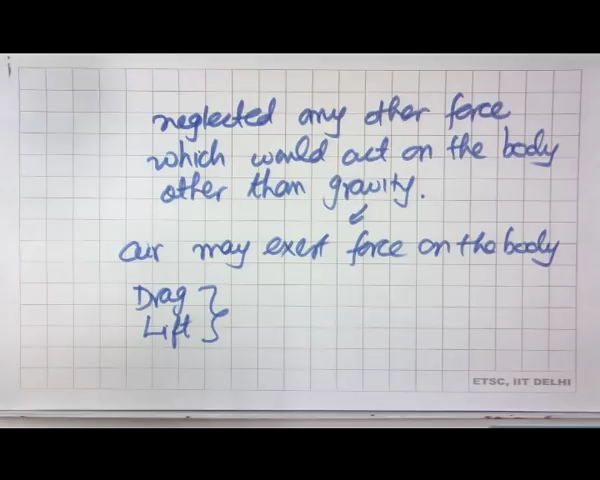 neglected any other force
which would act on the body
other than gravity.
air may exert force on the body
Drag
Lift
ETSC, IIT DELHI